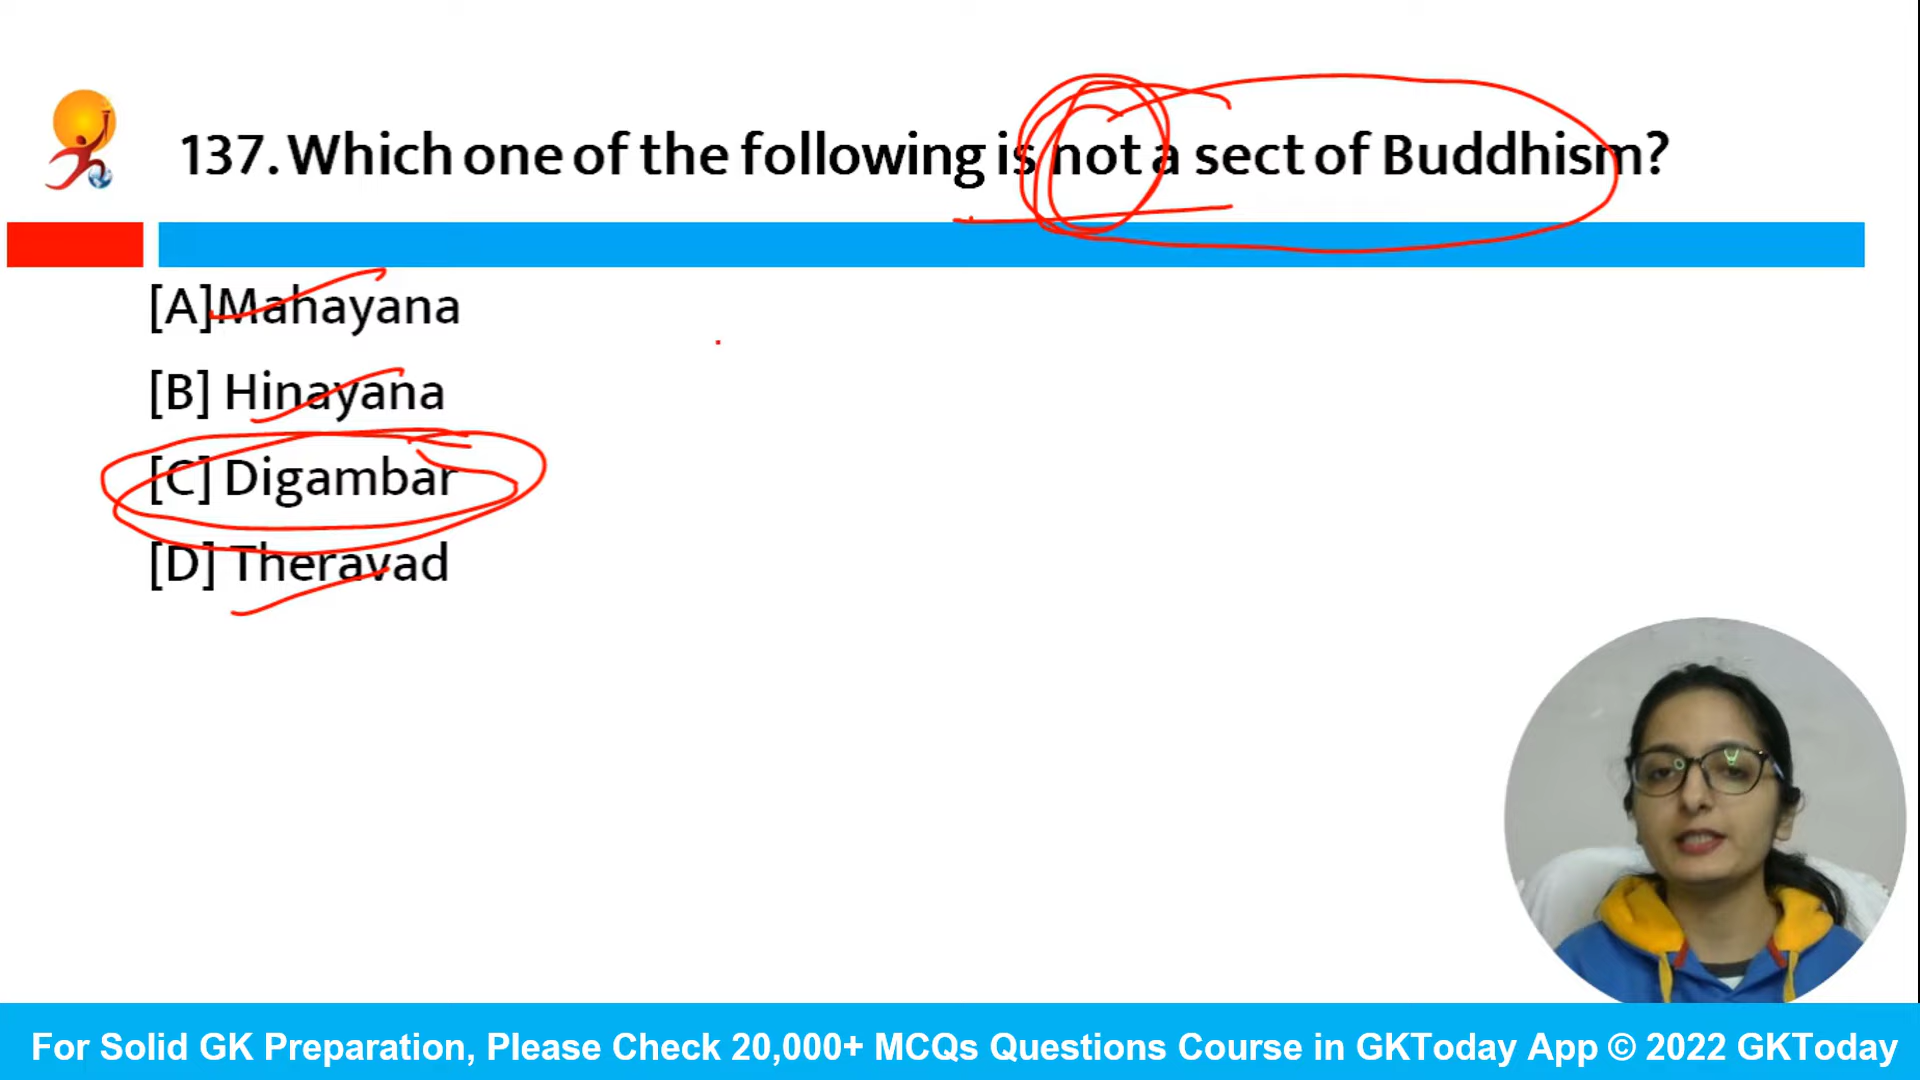 137. Which one of the following is not a sect of Buddhism?
[A]Mahayana
[B] Hinayana
[C] Digambar
[D] Theravad
For Solid GK Preparation, Please Check 20,000+ MCQs Questions Course in GKToday App © 2022 GKToday